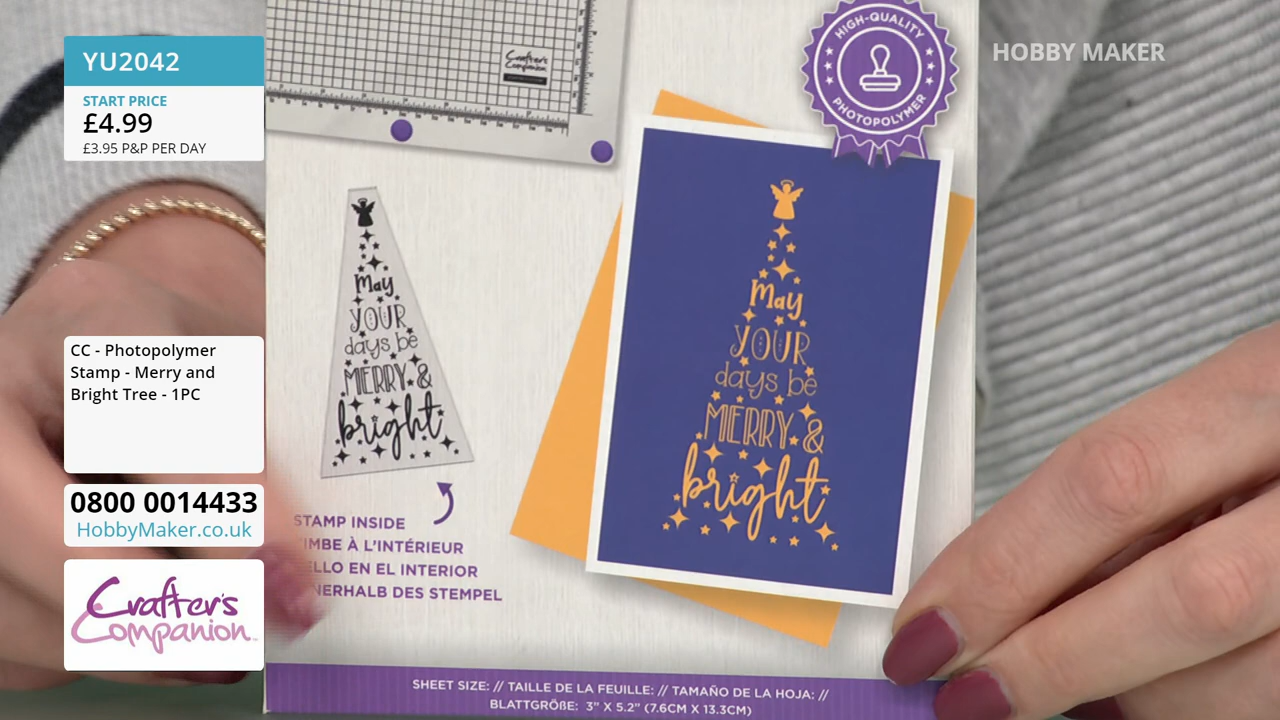 YU2042
START PRICE
£4.99
£3.95 P&P PER DAY
CC - Photopolymer
Stamp - Merry and
Bright Tree - 1PC
0800 0014433
HobbyMaker.co.uk
Crafter's
Companion
HOBBY MAKER
Crafter's
Companion
HIGH-QUALITY
PHOTOPOLYMER
May
YOUR
days be
MERRY &
bright
May
YOUR
days be
MERRY &
bright
STAMP INSIDE
À L'INTÉRIEUR
EN EL INTERIOR
DES STEMPEL
SHEET SIZE: // TAILLE DE LA FEUILLE: // TAMAÑO DE LA HOJA: //
BLATTGRÖßE: 3" X 5.2" (7.6CM X 13.3CM)